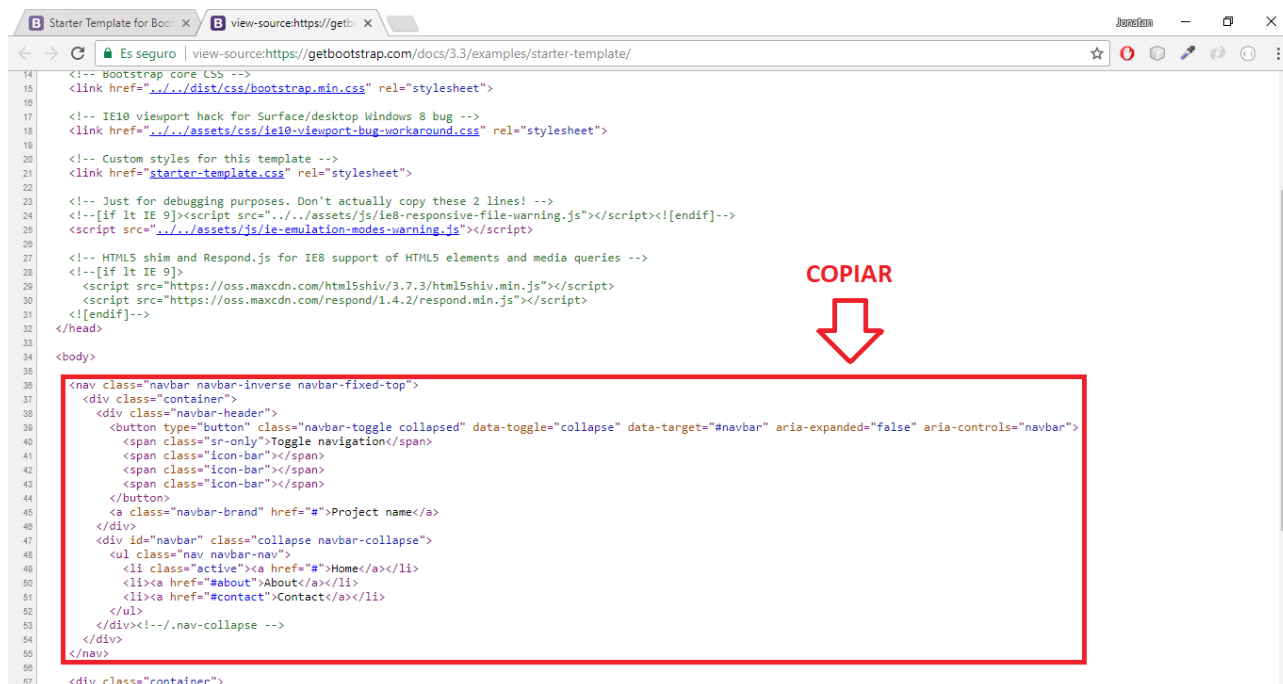 Starter Template for Boot
view-source:https://getb
Jonatan
Es seguro | view-source:https://getbootstrap.com/docs/3.3/examples/starter-template/
14 <!-- Bootstrap core CSS -->
15 <link href="../../dist/css/bootstrap.min.css" rel="stylesheet">
16
17 <!-- IE10 viewport hack for Surface/desktop Windows 8 bug -->
18 <link href="../../assets/css/ie10-viewport-bug-workaround.css" rel="stylesheet">
19
20 <!-- Custom styles for this template -->
21 <link href="starter-template.css" rel="stylesheet">
22
23 <!-- Just for debugging purposes. Don't actually copy these 2 lines! -->
24 <!--[if lt IE 9]><script src="../../assets/js/ie8-responsive-file-warning.js"></script><![endif]-->
25 <script src="../../assets/js/ie-emulation-modes-warning.js"></script>
26
27 <!-- HTML5 shim and Respond.js for IE8 support of HTML5 elements and media queries -->
28 <!--[if lt IE 9]>
29 <script src="https://oss.maxcdn.com/html5shiv/3.7.3/html5shiv.min.js"></script>
30 <script src="https://oss.maxcdn.com/respond/1.4.2/respond.min.js"></script>
31 <![endif]-->
32 </head>
33
34 <body>
35
COPIAR
36 <nav class="navbar navbar-inverse navbar-fixed-top">
37 <div class="container">
38 <div class="navbar-header">
39 <button type="button" class="navbar-toggle collapsed" data-toggle="collapse" data-target="#navbar" aria-expanded="false" aria-controls="navbar">
40 <span class="sr-only">Toggle navigation</span>
41 <span class="icon-bar"></span>
42 <span class="icon-bar"></span>
43 <span class="icon-bar"></span>
44 </button>
45 <a class="navbar-brand" href="#">Project name</a>
46 </div>
47 <div id="navbar" class="collapse navbar-collapse">
48 <ul class="nav navbar-nav">
49 <li class="active"><a href="#">Home</a></li>
50 <li><a href="#about">About</a></li>
51 <li><a href="#contact">Contact</a></li>
52 </ul>
53 </div><!--/.nav-collapse -->
54 </div>
55 </nav>
56
57 <div class="container">